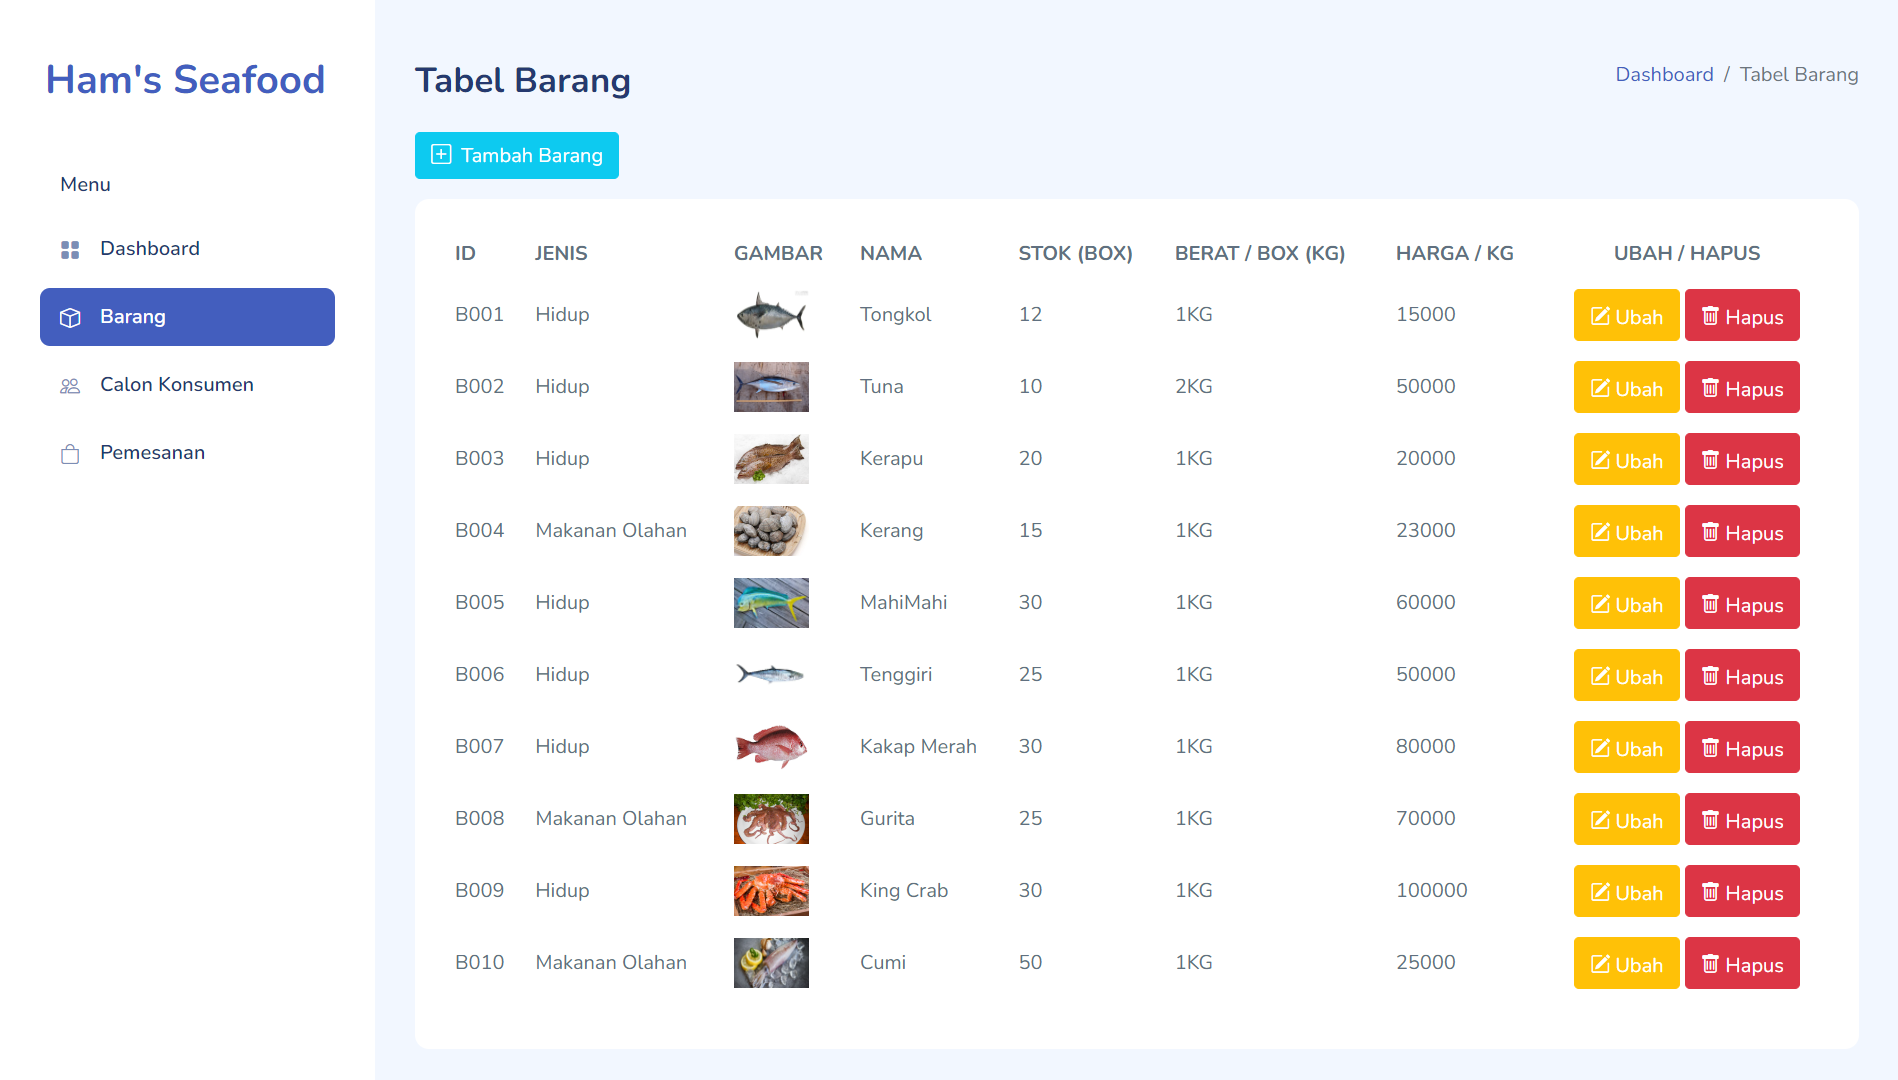 Ham's Seafood
Menu
Dashboard
Barang
Calon Konsumen
Pemesanan
Tabel Barang
Dashboard / Tabel Barang
Tambah Barang
ID JENIS GAMBAR NAMA STOK (BOX) BERAT / BOX (KG) HARGA / KG UBAH / HAPUS
B001 Hidup Tongkol 12 1KG 15000 Ubah Hapus
B002 Hidup Tuna 10 2KG 50000 Ubah Hapus
B003 Hidup Kerapu 20 1KG 20000 Ubah Hapus
B004 Makanan Olahan Kerang 15 1KG 23000 Ubah Hapus
B005 Hidup MahiMahi 30 1KG 60000 Ubah Hapus
B006 Hidup Tenggiri 25 1KG 50000 Ubah Hapus
B007 Hidup Kakap Merah 30 1KG 80000 Ubah Hapus
B008 Makanan Olahan Gurita 25 1KG 70000 Ubah Hapus
B009 Hidup King Crab 30 1KG 100000 Ubah Hapus
B010 Makanan Olahan Cumi 50 1KG 25000 Ubah Hapus